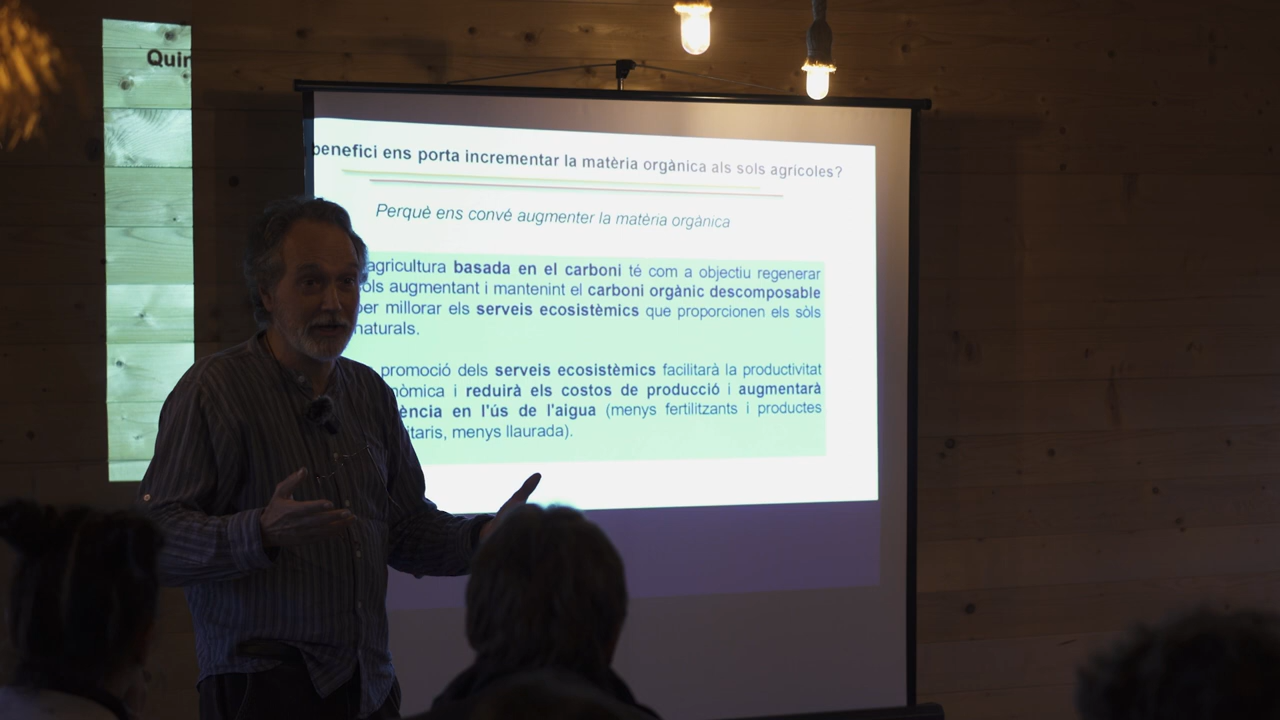 Quin
benefici ens porta incrementar la matèria orgànica als sols agrícoles?
Perquè ens convé augmenter la matèria orgànica
agricultura basada en el carboni té com a objectiu regenerar
ols augmentant i mantenint el carboni orgànic descomposable
per millorar els serveis ecosistèmics que proporcionen els sòls
naturals.
promoció dels serveis ecosistèmics facilitarà la productivitat
nòmica i reduirà els costos de producció i augmentarà
ència en l'ús de l'aigua (menys fertilitzants i productes
itaris, menys llaurada).